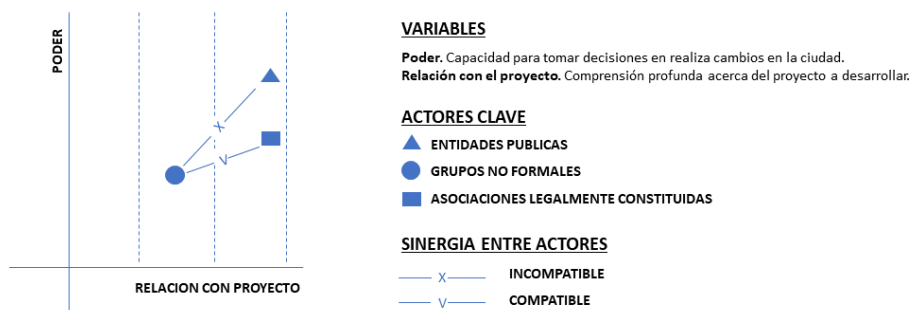 PODER
X
V
RELACION CON PROYECTO
VARIABLES
Poder. Capacidad para tomar decisiones en realiza cambios en la ciudad.
Relación con el proyecto. Comprensión profunda acerca del proyecto a desarrollar.
ACTORES CLAVE
ENTIDADES PUBLICAS
GRUPOS NO FORMALES
ASOCIACIONES LEGALMENTE CONSTITUIDAS
SINERGIA ENTRE ACTORES
X INCOMPATIBLE
V COMPATIBLE